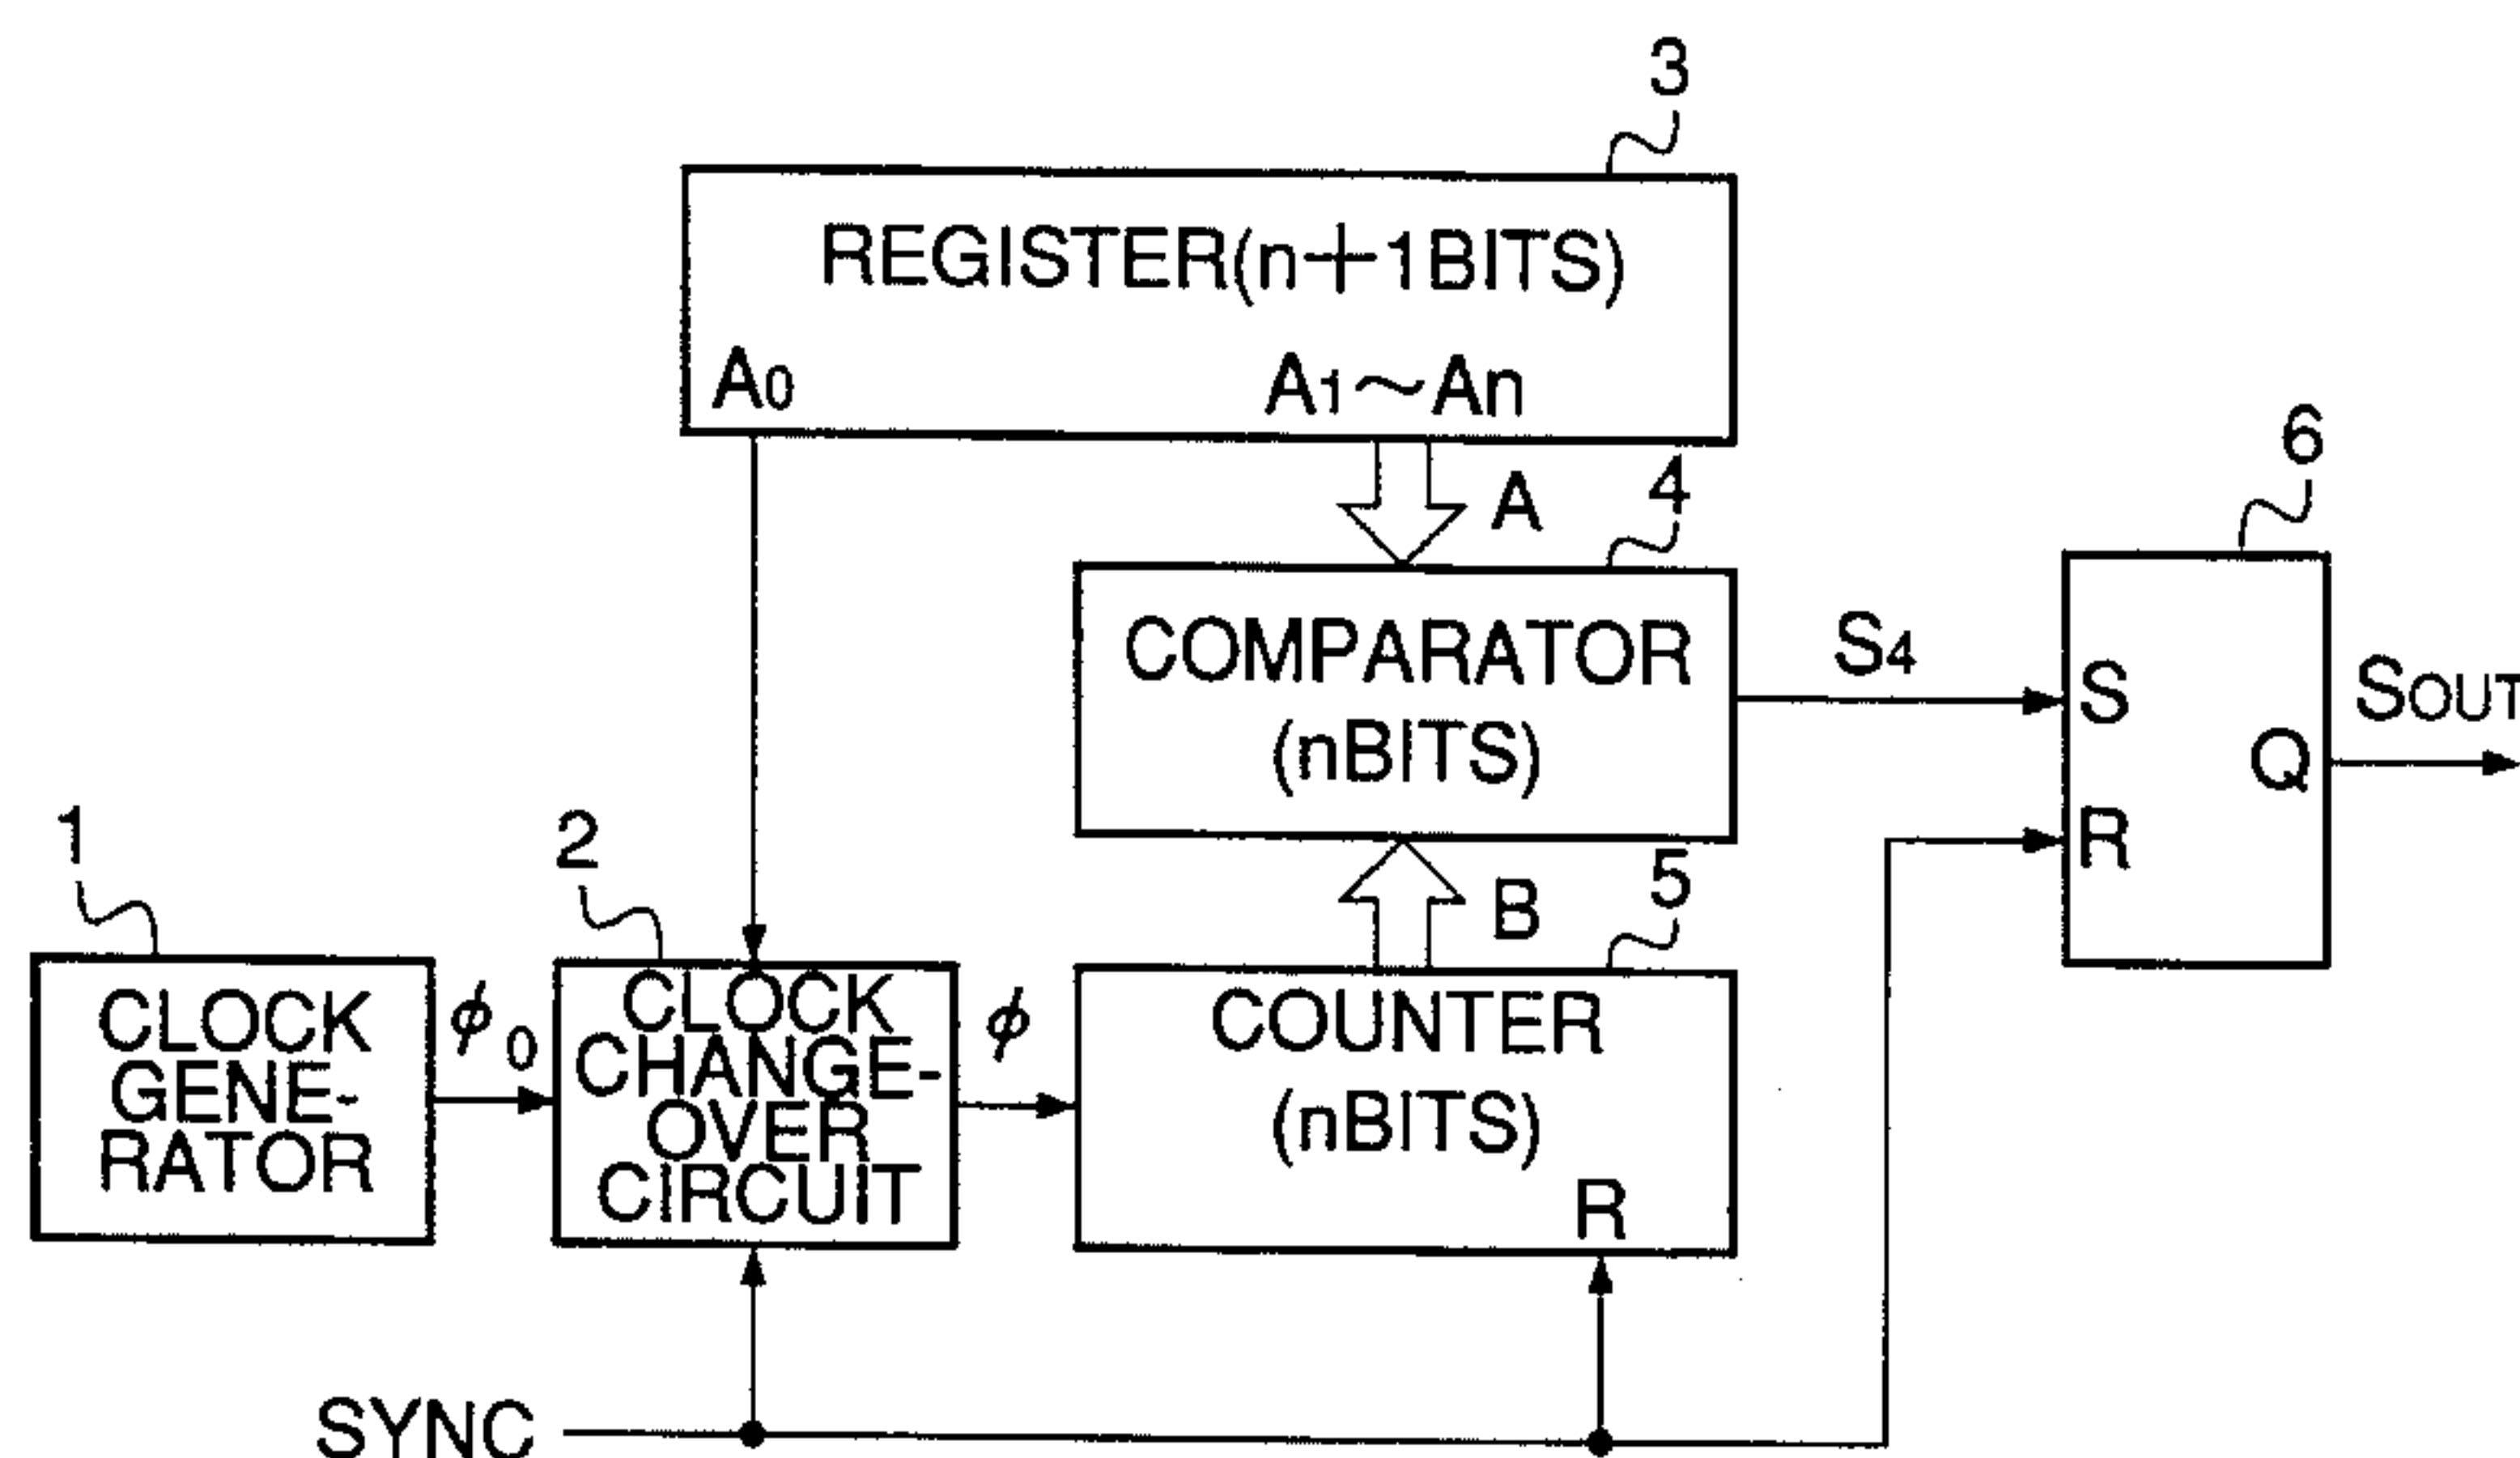 3
REGISTER(n+1BITS)
A0 A1~An
A
4
6
COMPARATOR
(nBITS)
S4
S
R
Q
SOUT
1
2
B
5
CLOCK
GENE-
RATOR
ϕ0
CLOCK
CHANGE-
OVER
CIRCUIT
ϕ
COUNTER
(nBITS)
R
SYNC